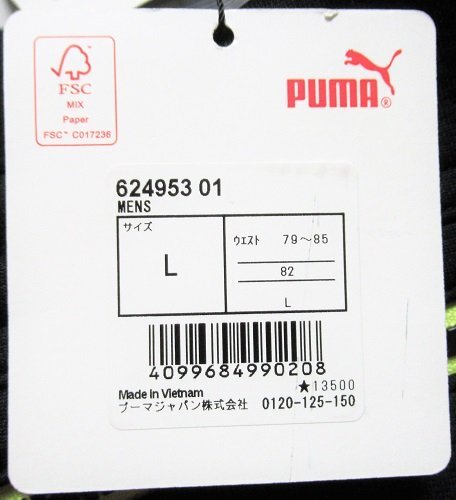 FSC
MIX
Paper
FSC™ C017236
PUMA®
624953 01
MENS
サイズ
L
ウエスト 79～85
82
L
4099684990208
★13500
Made in Vietnam
プーマジャパン株式会社 0120-125-150